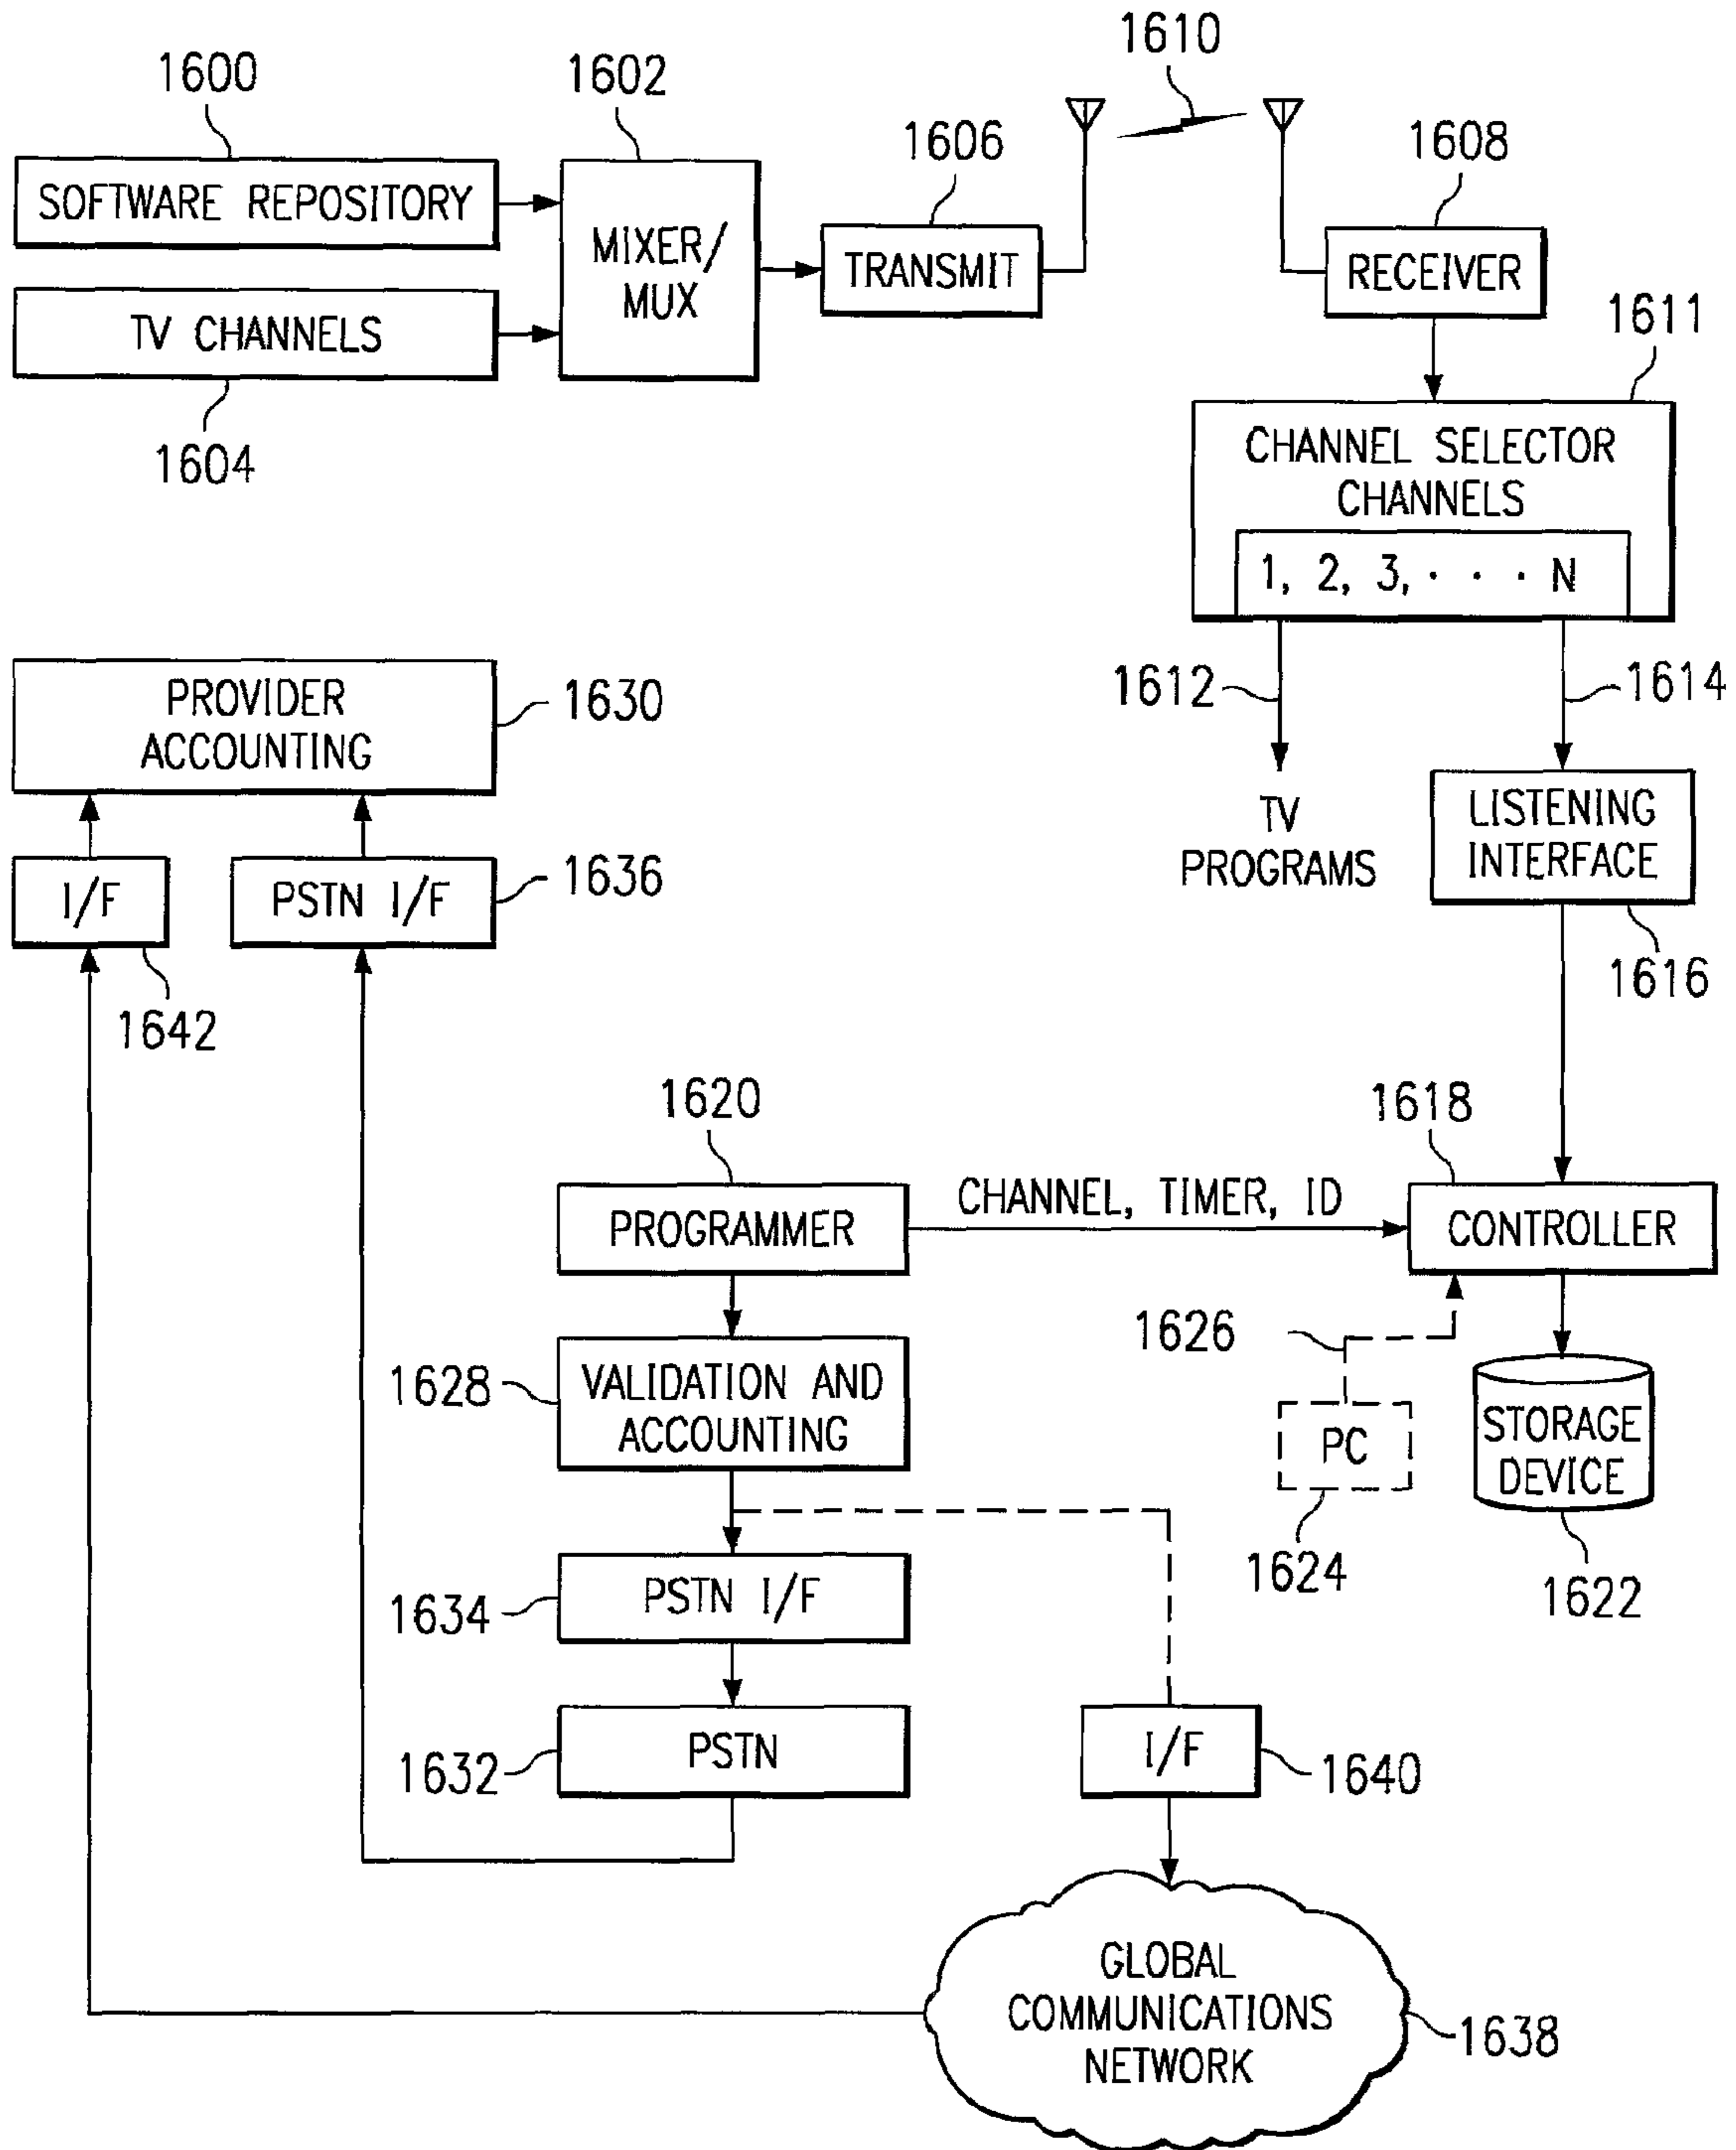 1600
SOFTWARE REPOSITORY
TV CHANNELS
1604
1602
MIXER/
MUX
1606
TRANSMIT
1610
1608
RECEIVER
1611
CHANNEL SELECTOR
CHANNELS
1, 2, 3, · · · N
1612
1614
TV
PROGRAMS
LISTENING
INTERFACE
1616
PROVIDER
ACCOUNTING
1630
I/F
1642
PSTN I/F
1636
1620
PROGRAMMER
CHANNEL, TIMER, ID
1618
CONTROLLER
1626
PC
1624
STORAGE
DEVICE
1622
1628
VALIDATION AND
ACCOUNTING
1634
PSTN I/F
1632
PSTN
I/F
1640
GLOBAL
COMMUNICATIONS
NETWORK
1638